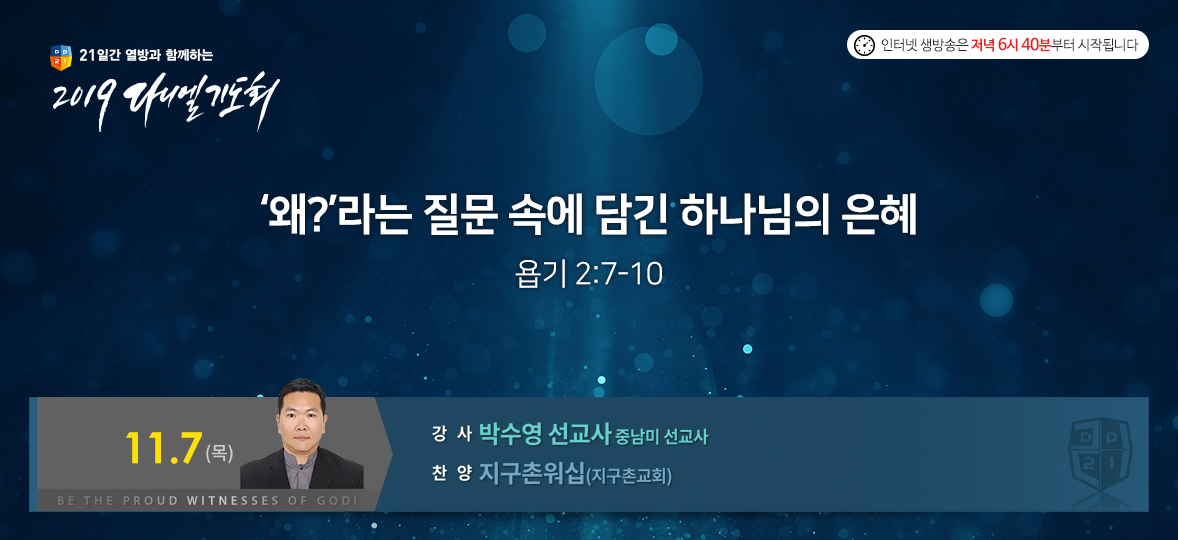 DP
21
21일간 열방과 함께하는
2019 다니엘기도회
인터넷 생방송은 저녁 6시 40분부터 시작됩니다
‘왜?’라는 질문 속에 담긴 하나님의 은혜
욥기 2:7-10
11.7(목)
BE THE PROUD WITNESSES OF GOD!
강 사 박수영 선교사 중남미 선교사
찬 양 지구촌워십(지구촌교회)
DP
21